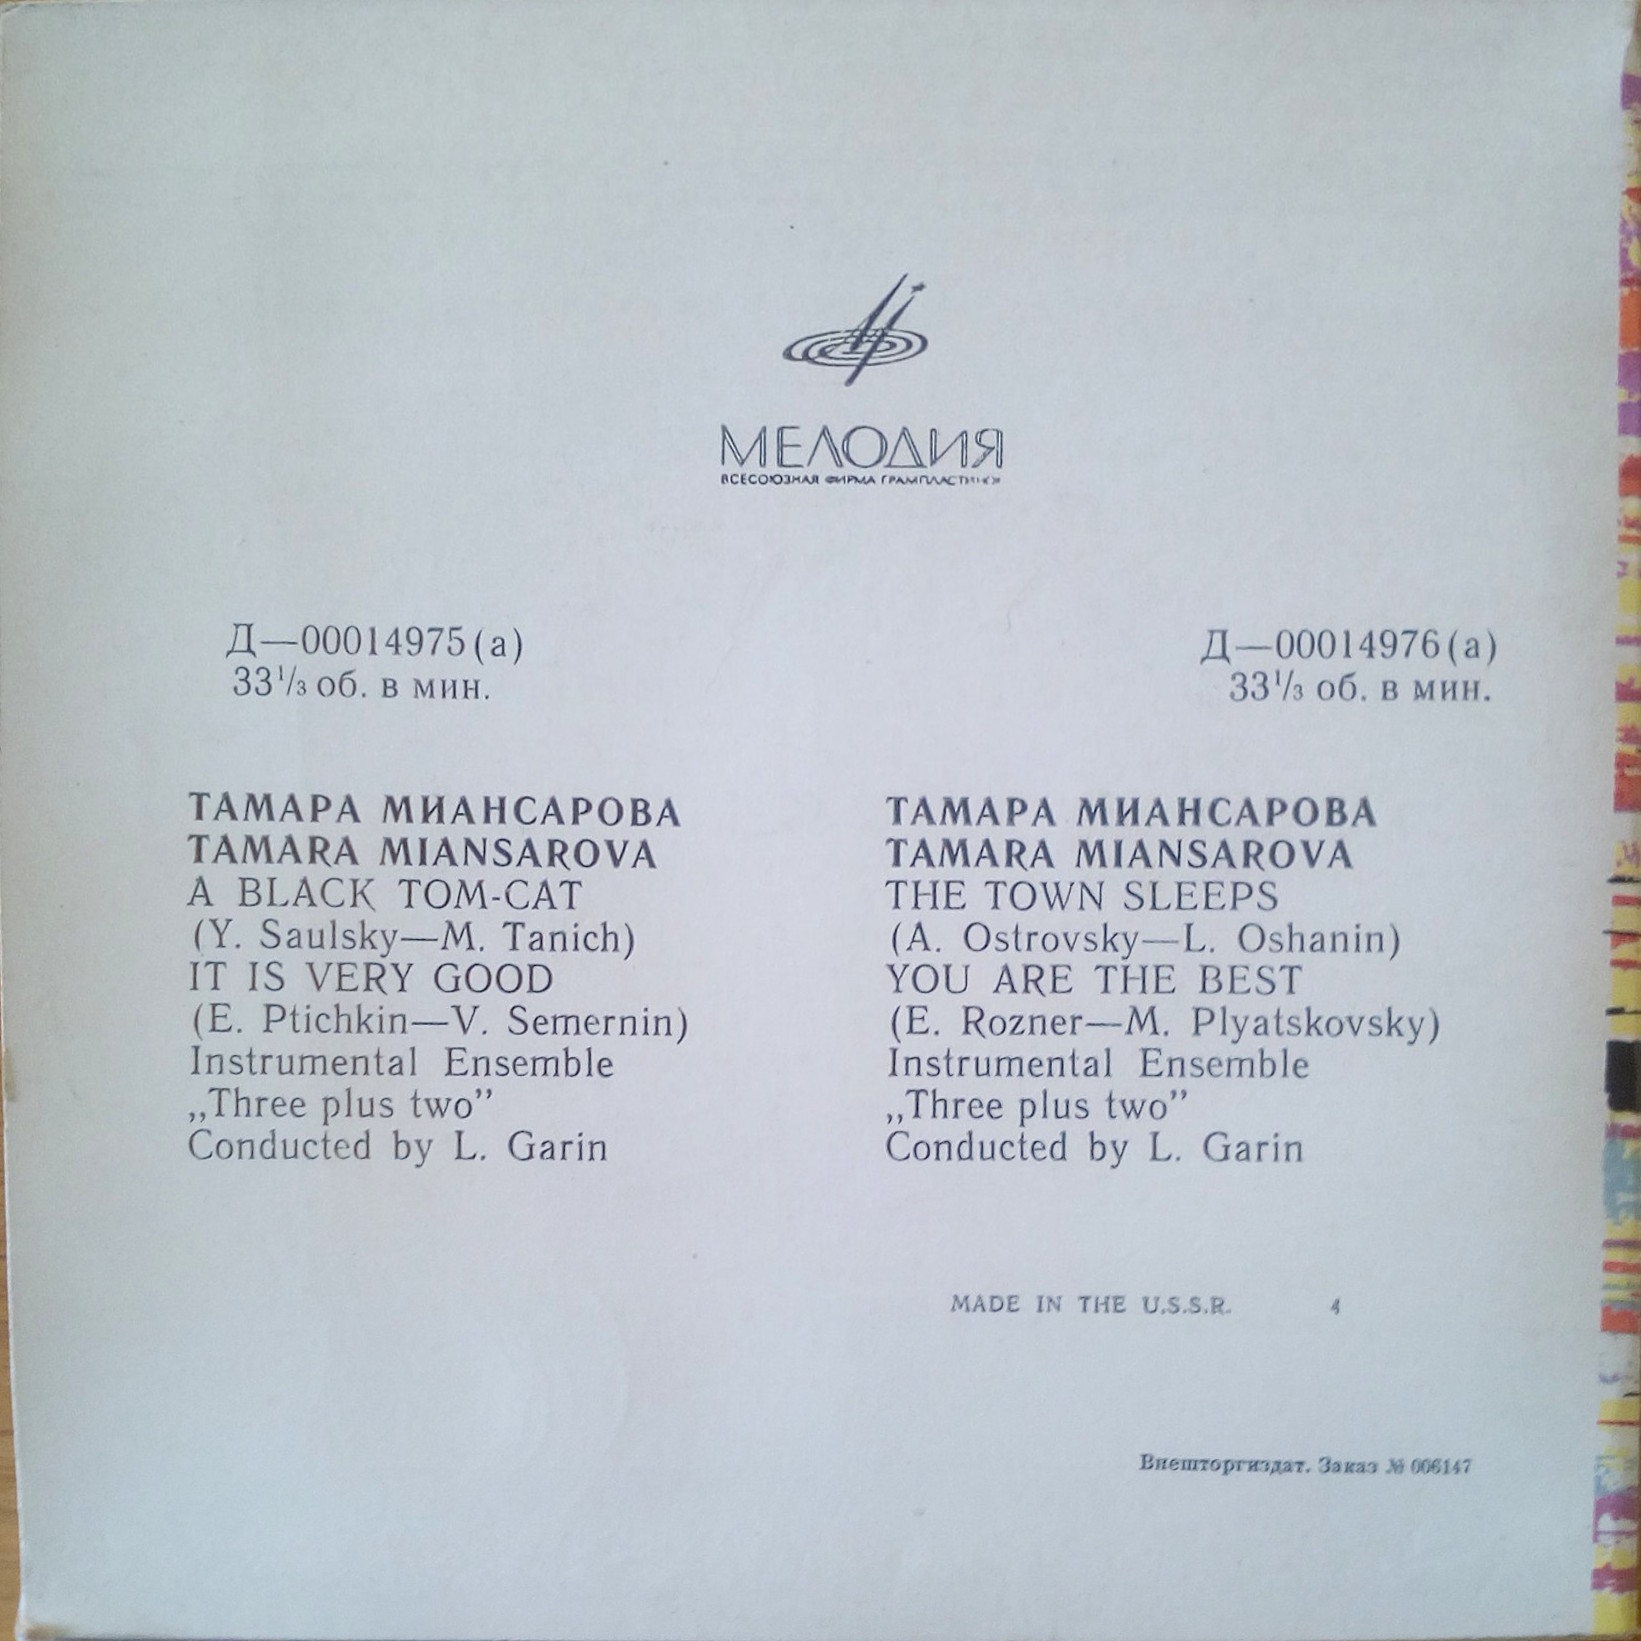 МЕЛОДИЯ
ВСЕСОЮЗНАЯ ФИРМА ГРАМПЛАСТИНОК
Д—00014975(а)
33⅓ об. в мин.
ТАМАРА МИАНСАРОВА
TAMARA MIANSAROVA
A BLACK TOM-CAT
(Y. Saulsky—M. Tanich)
IT IS VERY GOOD
(E. Ptichkin—V. Semernin)
Instrumental Ensemble
„Three plus two”
Conducted by L. Garin
Д—00014976(а)
33⅓ об. в мин.
ТАМАРА МИАНСАРОВА
TAMARA MIANSAROVA
THE TOWN SLEEPS
(A. Ostrovsky—L. Oshanin)
YOU ARE THE BEST
(E. Rozner—M. Plyatskovsky)
Instrumental Ensemble
„Three plus two”
Conducted by L. Garin
MADE IN THE U.S.S.R. 4
Внешторгиздат. Заказ № 006147